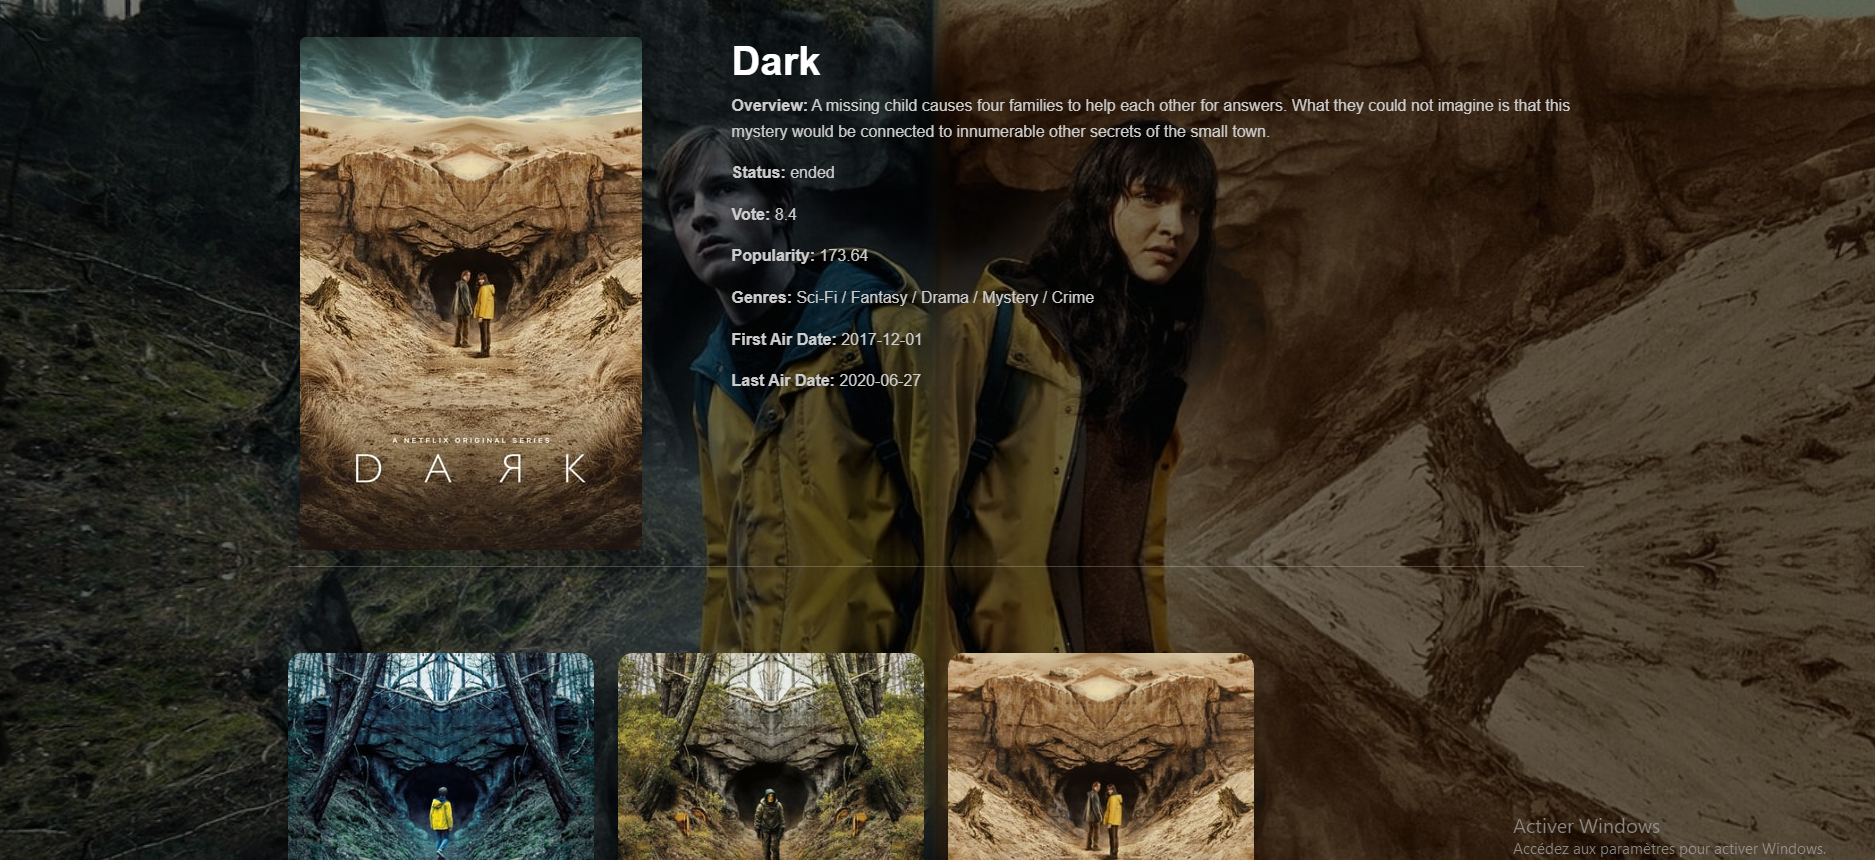 Dark
Overview: A missing child causes four families to help each other for answers. What they could not imagine is that this
mystery would be connected to innumerable other secrets of the small town.
Status: ended
Vote: 8.4
Popularity: 173.64
Genres: Sci-Fi / Fantasy / Drama / Mystery / Crime
First Air Date: 2017-12-01
Last Air Date: 2020-06-27
A NETFLIX ORIGINAL SERIES
D A Я K
Activer Windows
Accédez aux paramètres pour activer Windows.